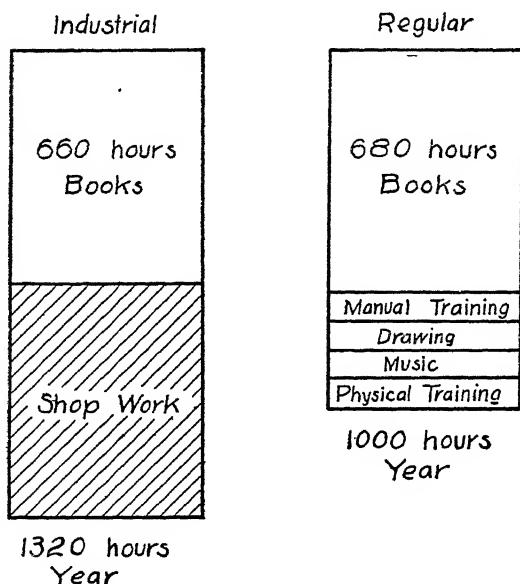 Industrial
660 hours
Books
Shop Work
1320 hours
Year
Regular
680 hours
Books
Manual Training
Drawing
Music
Physical Training
1000 hours
Year